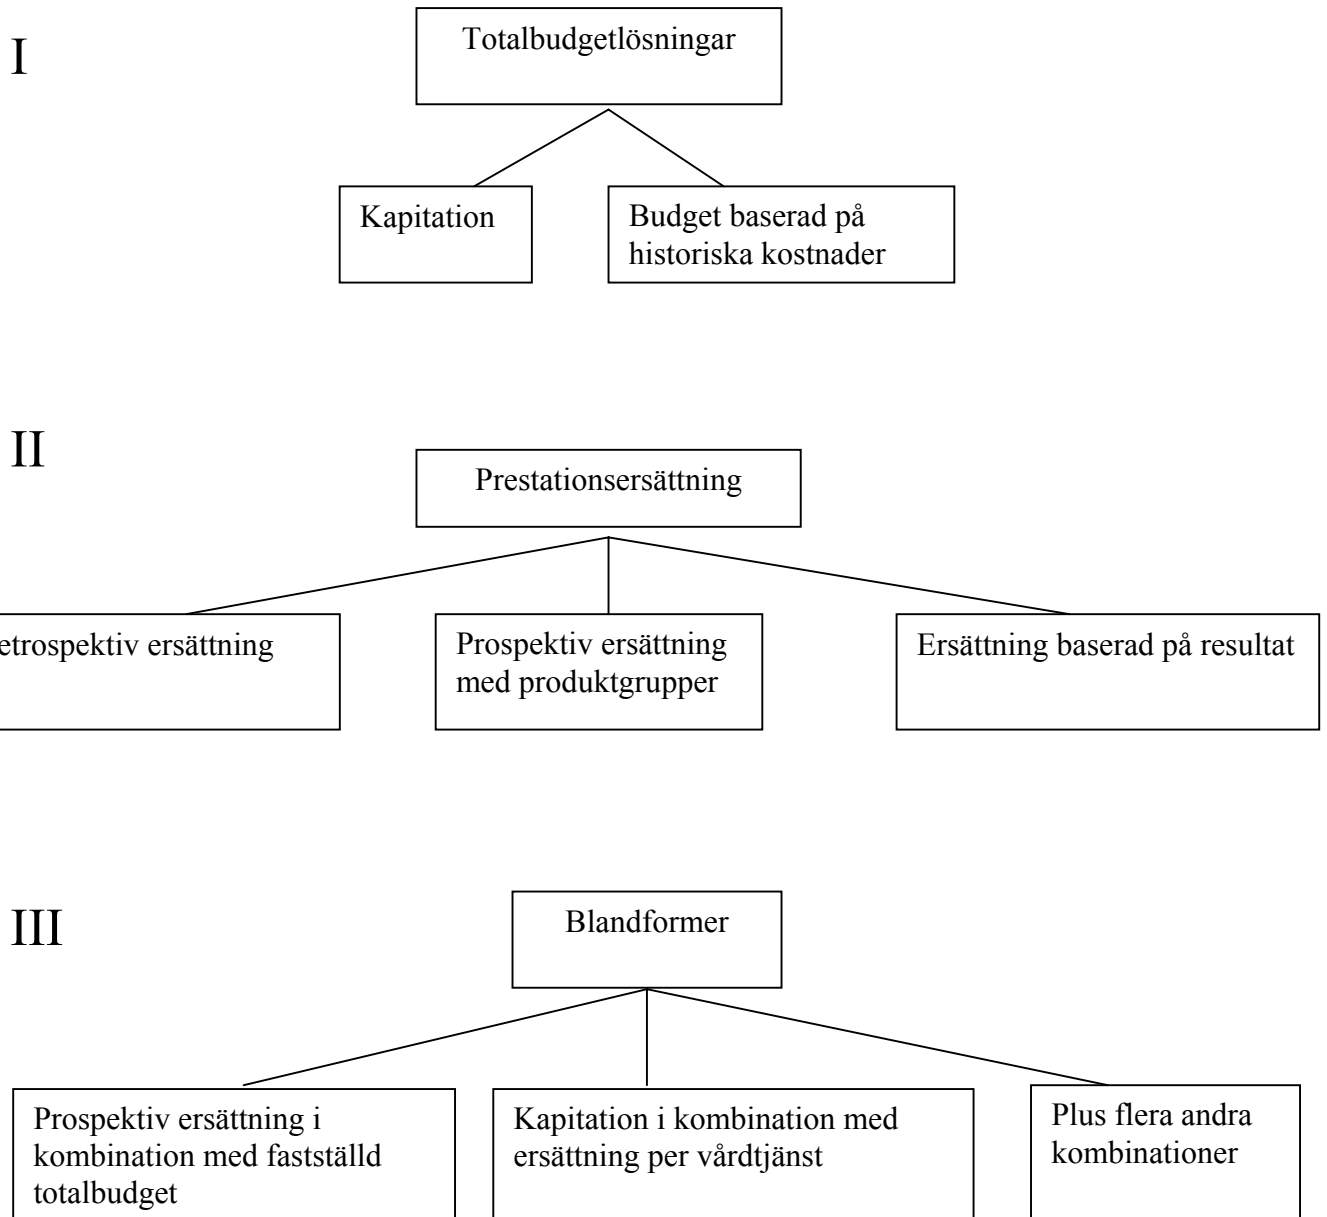 I
Totalbudgetlösningar
Kapitation
Budget baserad på
historiska kostnader
II
Prestationsersättning
etrospektiv ersättning
Prospektiv ersättning
med produktgrupper
Ersättning baserad på resultat
III
Blandformer
Prospektiv ersättning i
kombination med fastställd
totalbudget
Kapitation i kombination med
ersättning per vårdtjänst
Plus flera andra
kombinationer